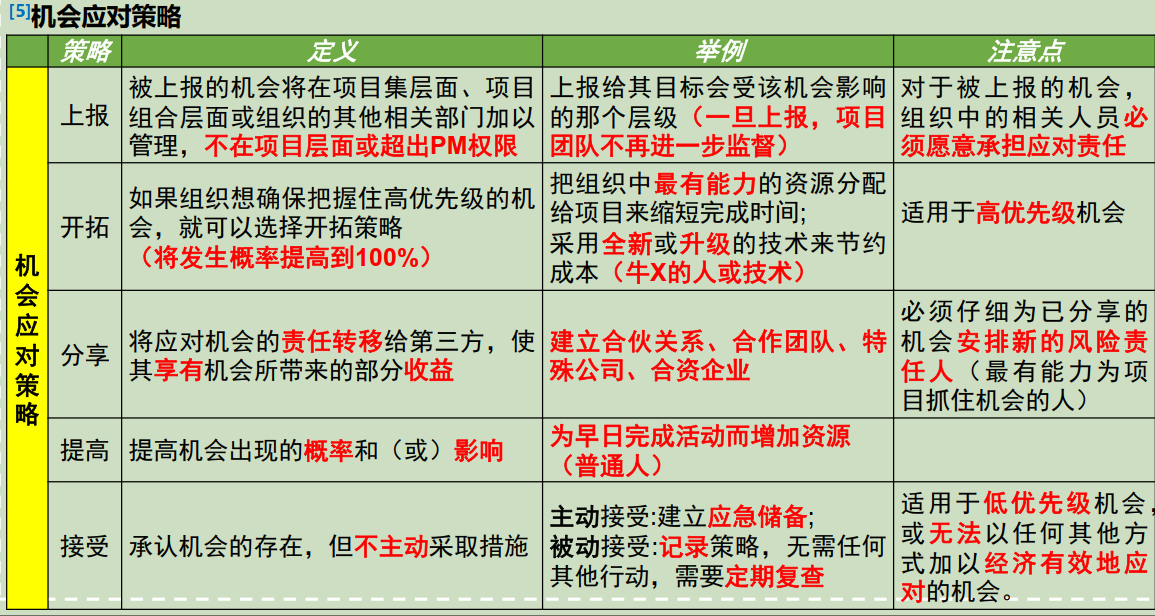 [5]机会应对策略
策略 定义 举例 注意点
机会应对策略
上报
被上报的机会将在项目集层面、项目
组合层面或组织的其他相关部门加以
管理，不在项目层面或超出PM权限
上报给其目标会受该机会影响
的那个层级（一旦上报，项目
团队不再进一步监督）
对于被上报的机会，
组织中的相关人员必
须愿意承担应对责任
开拓
如果组织想确保把握住高优先级的机
会，就可以选择开拓策略
（将发生概率提高到100%）
把组织中最有能力的资源分配
给项目来缩短完成时间;
采用全新或升级的技术来节约
成本（牛X的人或技术）
适用于高优先级机会
分享
将应对机会的责任转移给第三方，使
其享有机会所带来的部分收益
建立合伙关系、合作团队、特
殊公司、合资企业
必须仔细为已分享的
机会安排新的风险责
任人（最有能力为项
目抓住机会的人）
提高
提高机会出现的概率和（或）影响
为早日完成活动而增加资源
（普通人）
接受
承认机会的存在，但不主动采取措施
主动接受:建立应急储备;
被动接受:记录策略，无需任何
其他行动，需要定期复查
适用于低优先级机会，
或无法以任何其他方
式加以经济有效地应
对的机会。